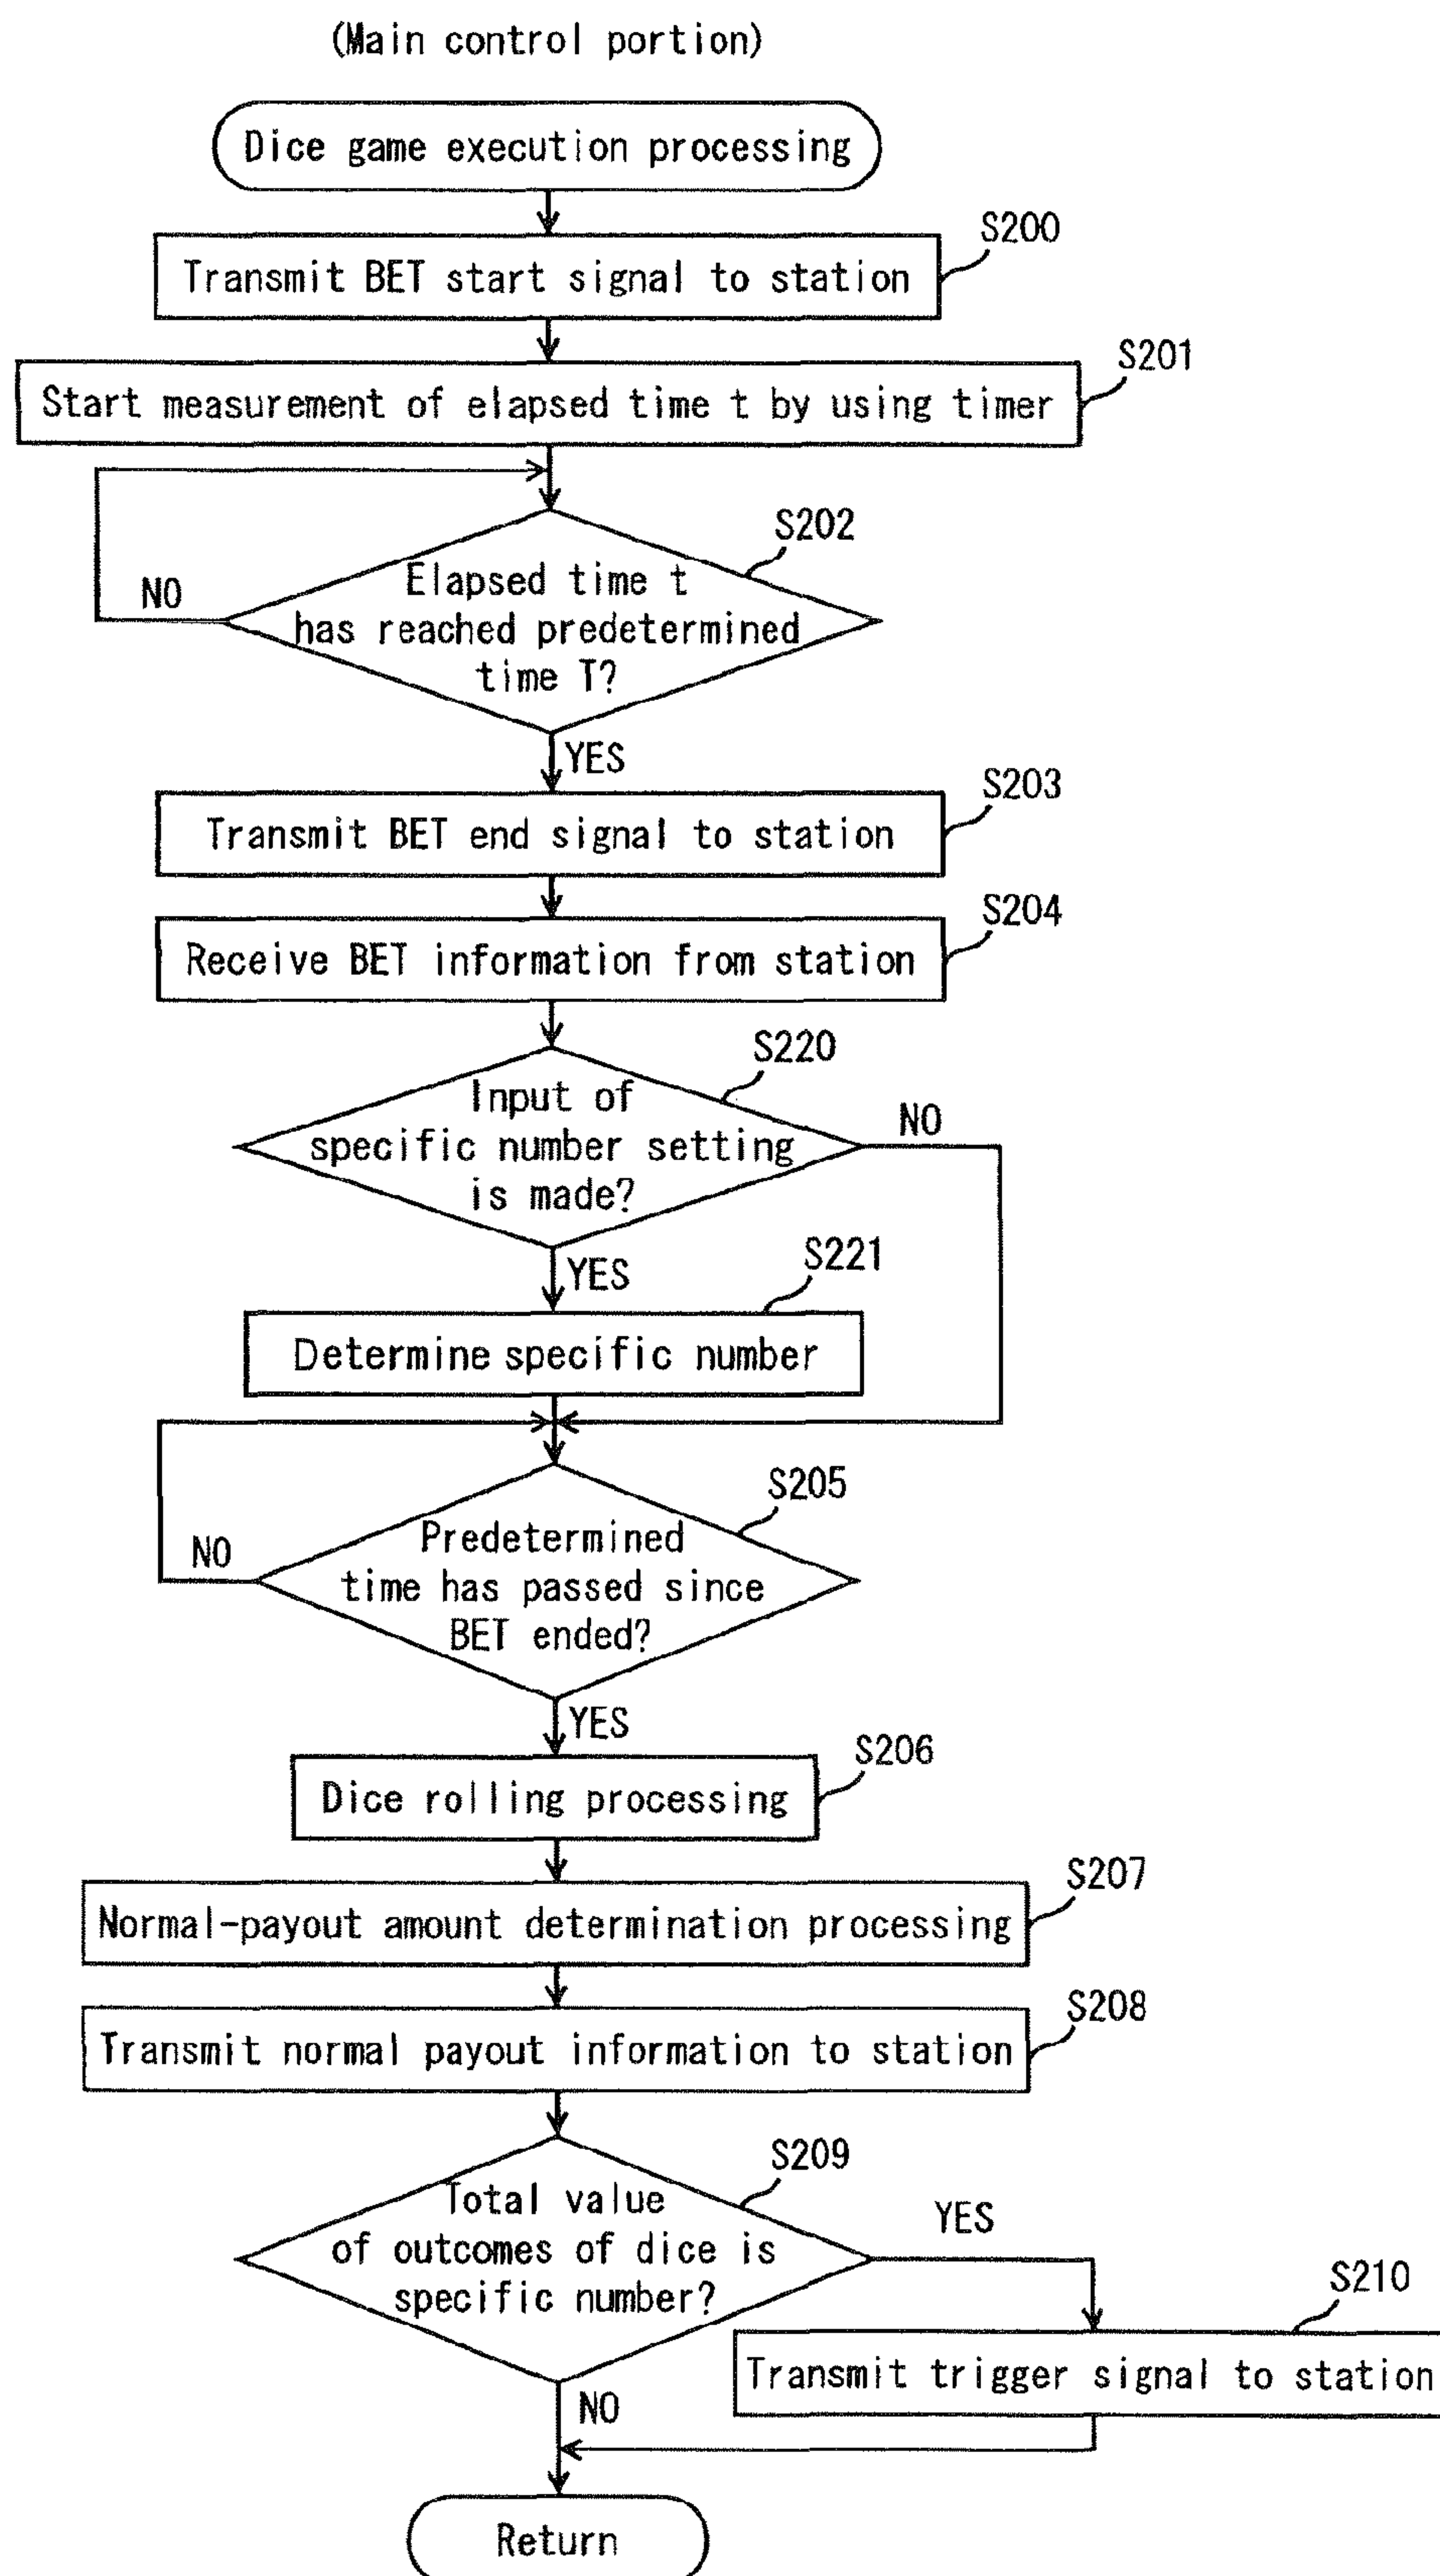 (Main control portion)
Dice game execution processing
S200
Transmit BET start signal to station
S201
Start measurement of elapsed time t by using timer
S202
Elapsed time t
has reached predetermined
time T?
NO
YES
S203
Transmit BET end signal to station
S204
Receive BET information from station
S220
Input of
specific number setting
is made?
NO
YES
S221
Determine specific number
S205
Predetermined
time has passed since
BET ended?
NO
YES
S206
Dice rolling processing
S207
Normal-payout amount determination processing
S208
Transmit normal payout information to station
S209
Total value
of outcomes of dice is
specific number?
YES
S210
Transmit trigger signal to station
NO
Return